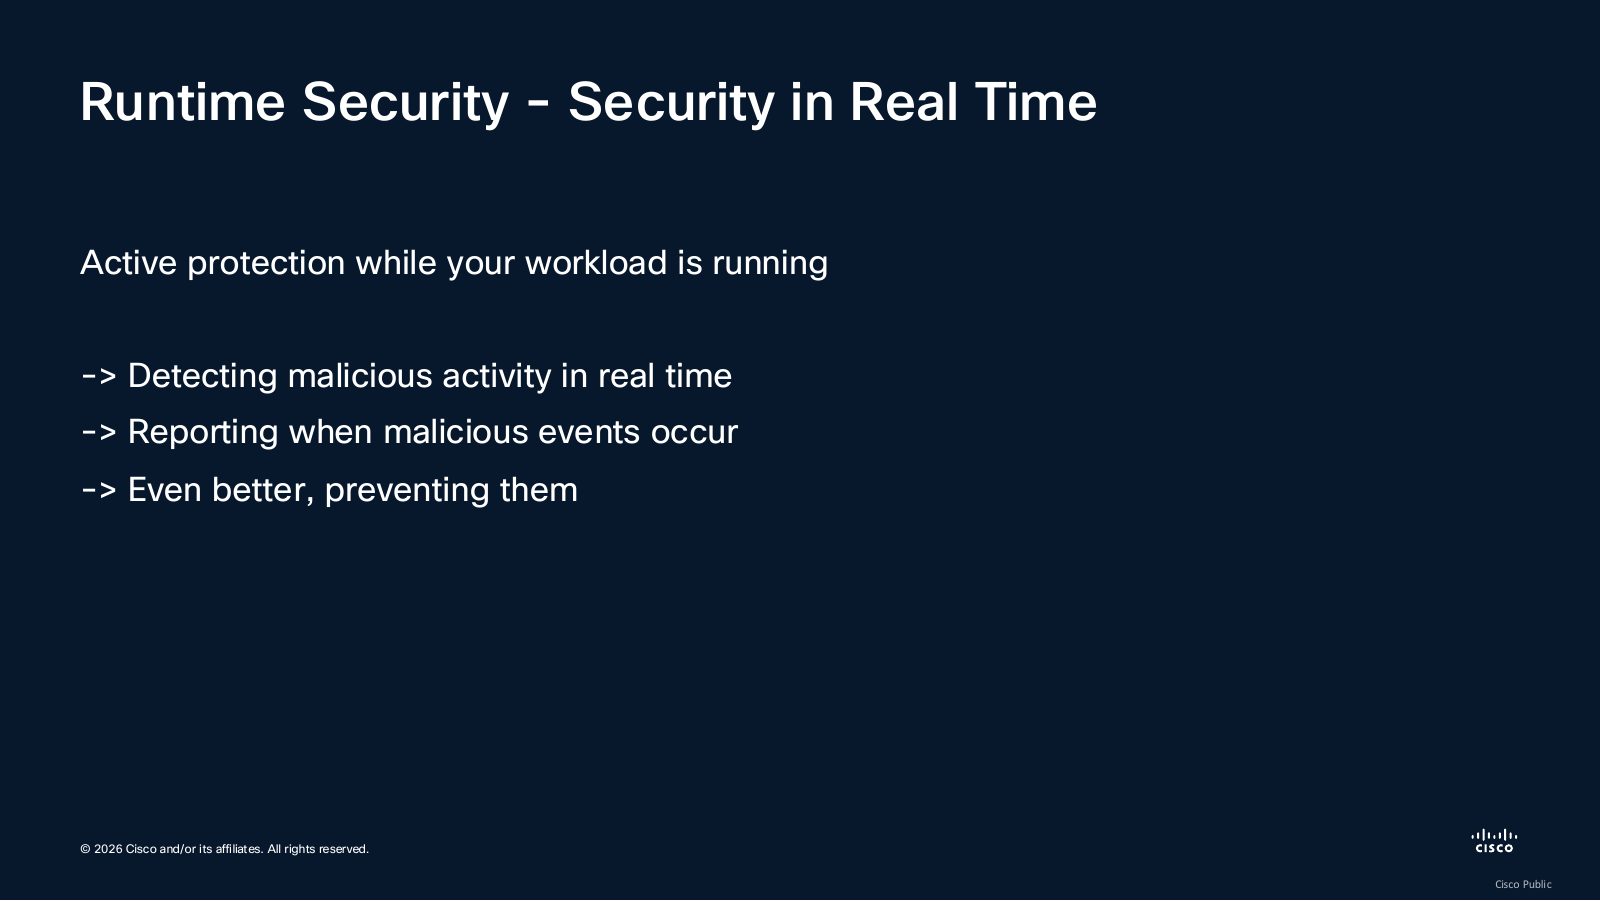 Runtime Security - Security in Real Time
Active protection while your workload is running
-> Detecting malicious activity in real time
-> Reporting when malicious events occur
-> Even better, preventing them
© 2026 Cisco and/or its affiliates. All rights reserved.
CISCO
Cisco Public